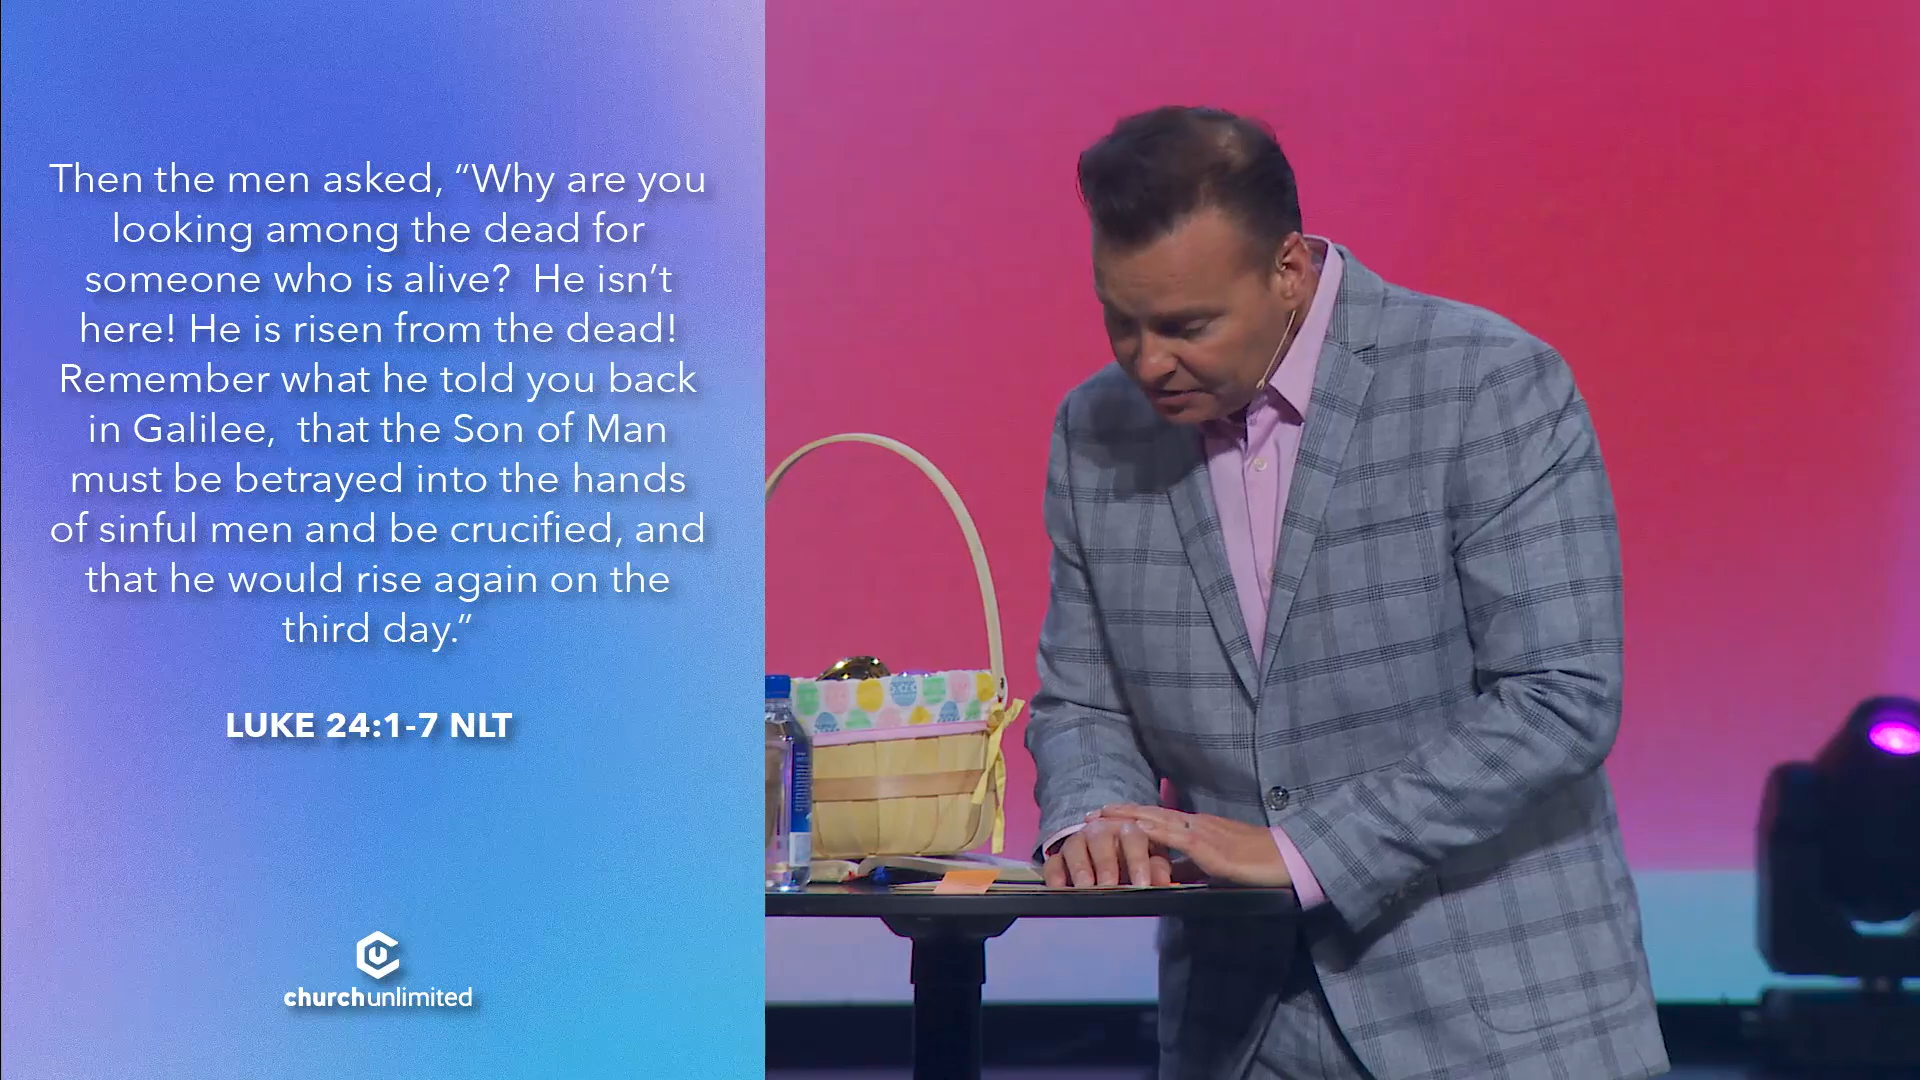 Then the men asked, “Why are you
looking among the dead for
someone who is alive?  He isn’t
here! He is risen from the dead!
Remember what he told you back
in Galilee,  that the Son of Man
must be betrayed into the hands
of sinful men and be crucified, and
that he would rise again on the
third day.”
LUKE 24:1-7 NLT
churchunlimited